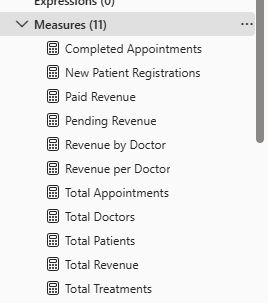 Expressions (0)
Measures (11)
Completed Appointments
New Patient Registrations
Paid Revenue
Pending Revenue
Revenue by Doctor
Revenue per Doctor
Total Appointments
Total Doctors
Total Patients
Total Revenue
Total Treatments